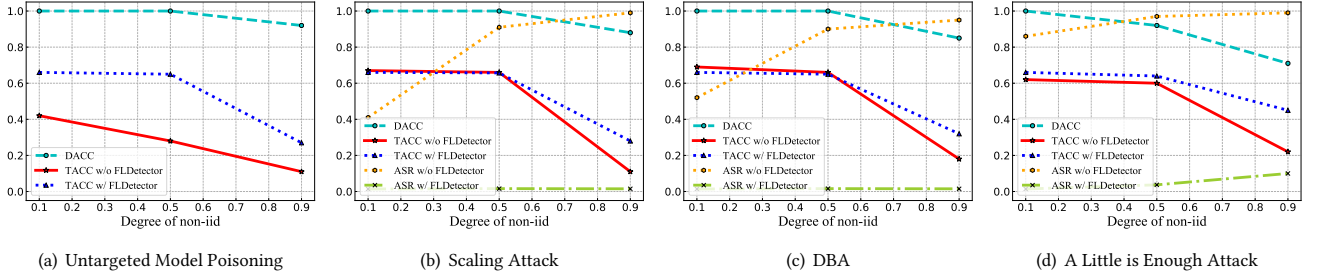 1.0
0.8
0.6
0.4
0.2
0.0
DACC
TACC w/o FLDetector
TACC w/ FLDetector
0.1 0.2 0.3 0.4 0.5 0.6 0.7 0.8 0.9
Degree of non-iid
(a) Untargeted Model Poisoning
1.0
0.8
0.6
0.4
0.2
0.0
DACC
TACC w/o FLDetector
TACC w/ FLDetector
ASR w/o FLDetector
ASR w/ FLDetector
0.1 0.2 0.3 0.4 0.5 0.6 0.7 0.8 0.9
Degree of non-iid
(b) Scaling Attack
1.0
0.8
0.6
0.4
0.2
0.0
DACC
TACC w/o FLDetector
TACC w/ FLDetector
ASR w/o FLDetector
ASR w/ FLDetector
0.1 0.2 0.3 0.4 0.5 0.6 0.7 0.8 0.9
Degree of non-iid
(c) DBA
1.0
0.8
0.6
0.4
0.2
0.0
DACC
TACC w/o FLDetector
TACC w/ FLDetector
ASR w/o FLDetector
ASR w/ FLDetector
0.1 0.2 0.3 0.4 0.5 0.6 0.7 0.8 0.9
Degree of non-iid
(d) A Little is Enough Attack